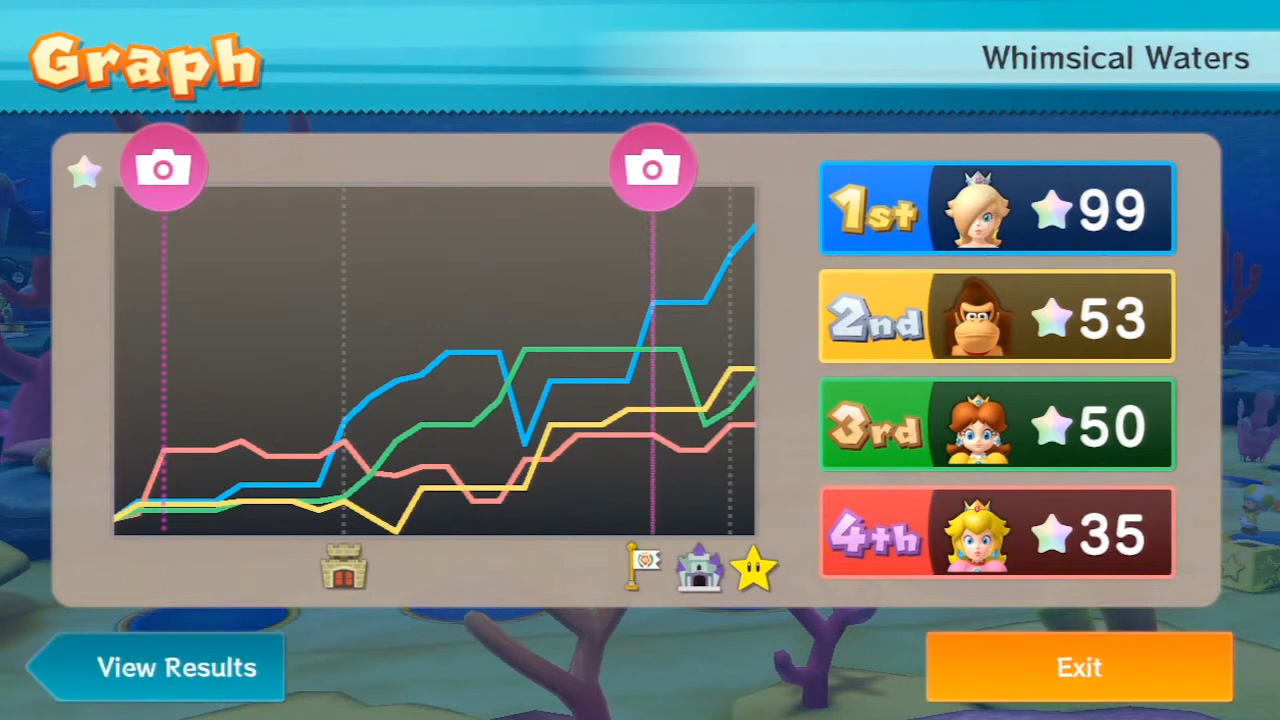 Graph
Whimsical Waters
1st 99
2nd 53
3rd 50
4th 35
View Results
Exit